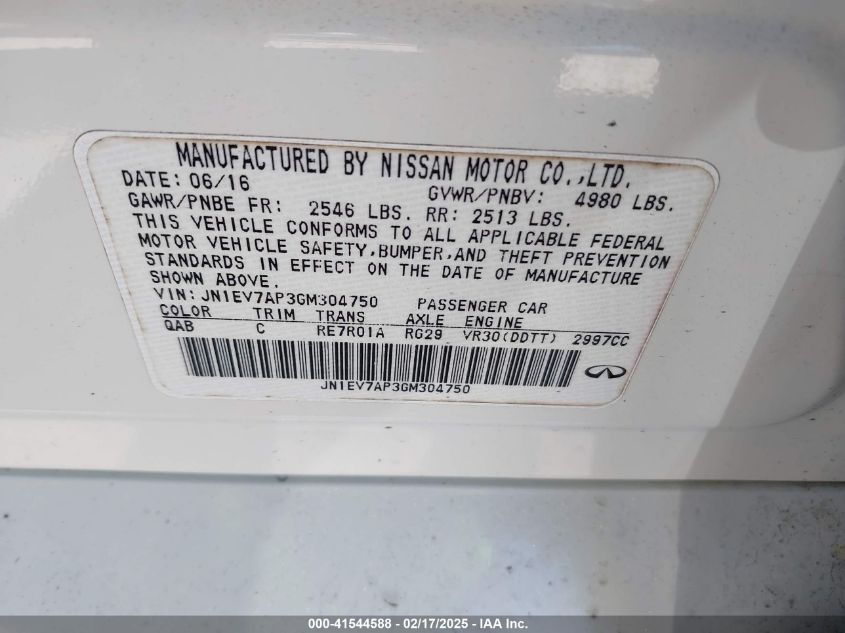 MANUFACTURED BY NISSAN MOTOR CO.,LTD.
DATE: 06/16 GVWR/PNBV: 4980 LBS.
GAWR/PNBE FR: 2546 LBS. RR: 2513 LBS.
THIS VEHICLE CONFORMS TO ALL APPLICABLE FEDERAL
MOTOR VEHICLE SAFETY,BUMPER,AND THEFT PREVENTION
STANDARDS IN EFFECT ON THE DATE OF MANUFACTURE
SHOWN ABOVE.
VIN: JN1EV7AP3GM304750 PASSENGER CAR
COLOR TRIM TRANS AXLE ENGINE
QAB C RE7R01A RG29 VR30(DDTT) 2997CC
JN1EV7AP3GM304750
000-41544588 - 02/17/2025 - IAA Inc.